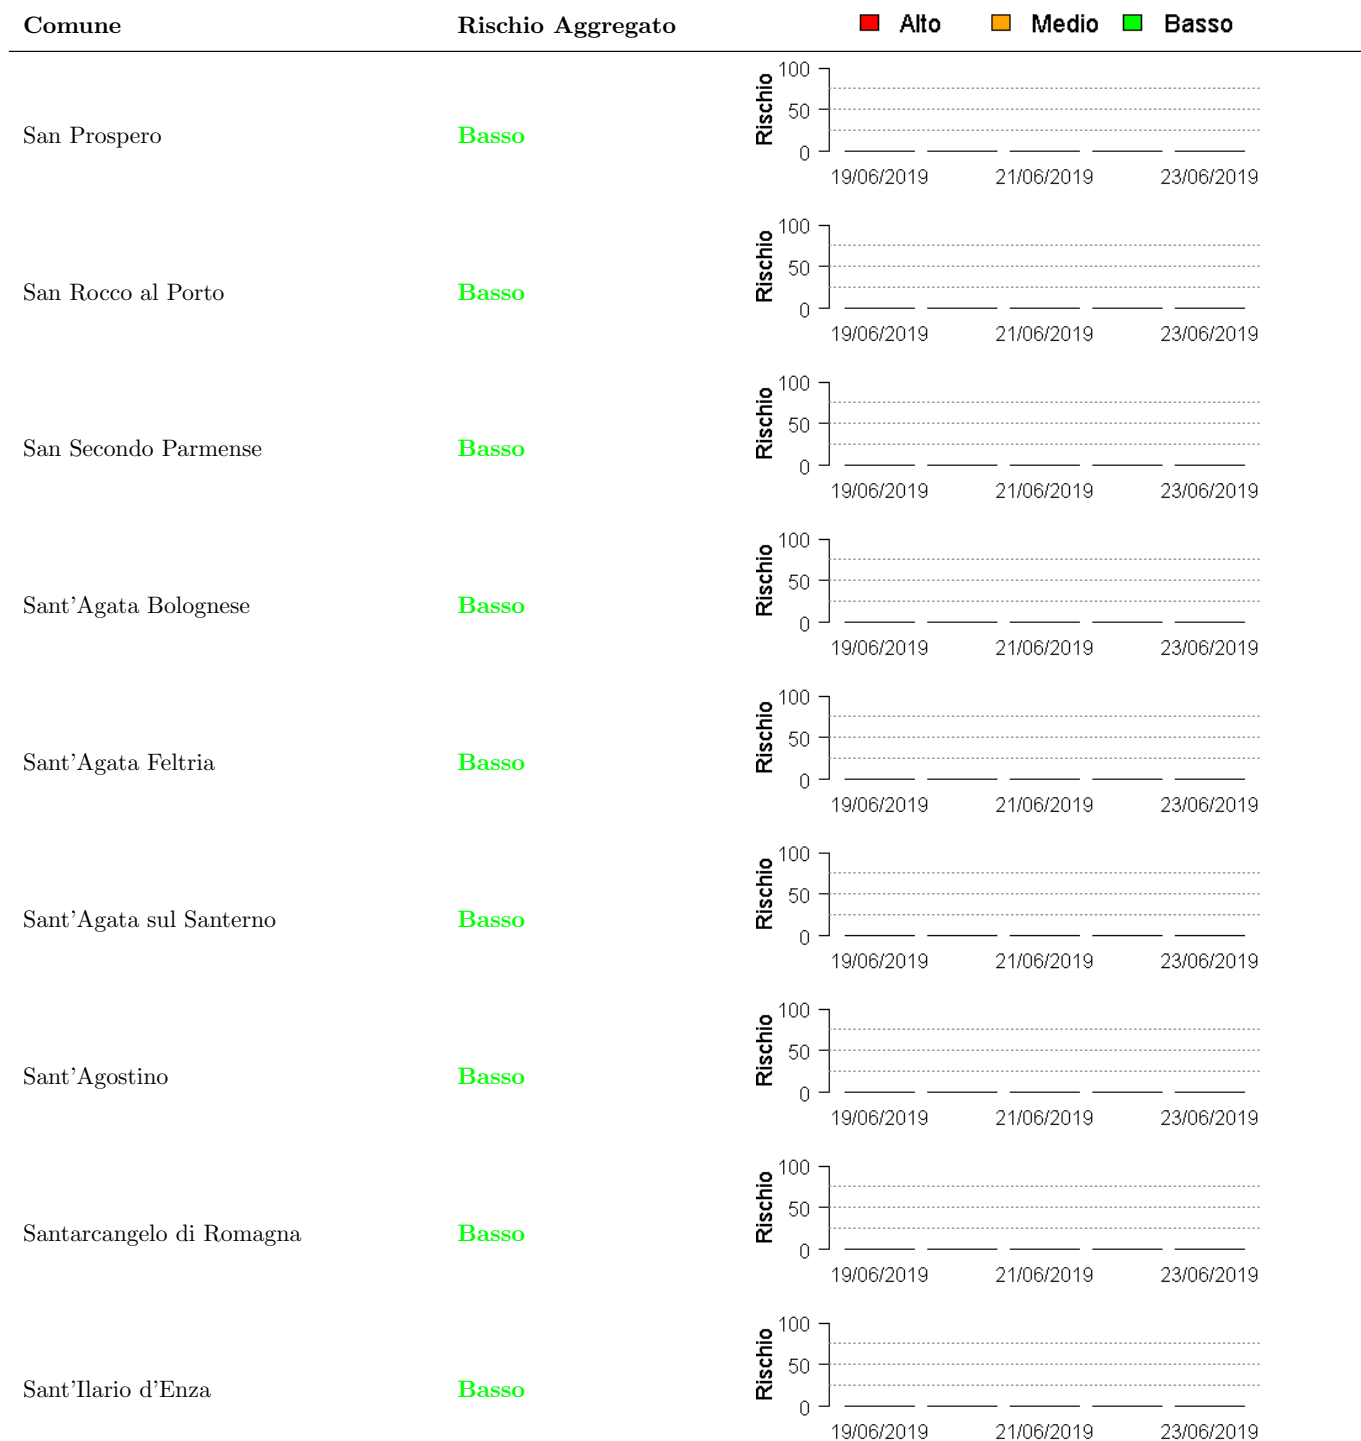 Comune Rischio Aggregato Alto Medio Basso
100
Rischio
50
San Prospero Basso
0
19/06/2019 21/06/2019 23/06/2019
100
Rischio
50
San Rocco al Porto Basso
0
19/06/2019 21/06/2019 23/06/2019
100
Rischio
50
San Secondo Parmense Basso
0
19/06/2019 21/06/2019 23/06/2019
100
Rischio
50
Sant'Agata Bolognese Basso
0
19/06/2019 21/06/2019 23/06/2019
100
Rischio
50
Sant'Agata Feltria Basso
0
19/06/2019 21/06/2019 23/06/2019
100
Rischio
50
Sant'Agata sul Santerno Basso
0
19/06/2019 21/06/2019 23/06/2019
100
Rischio
50
Sant'Agostino Basso
0
19/06/2019 21/06/2019 23/06/2019
100
Rischio
50
Santarcangelo di Romagna Basso
0
19/06/2019 21/06/2019 23/06/2019
100
Rischio
50
Sant'Ilario d'Enza Basso
0
19/06/2019 21/06/2019 23/06/2019